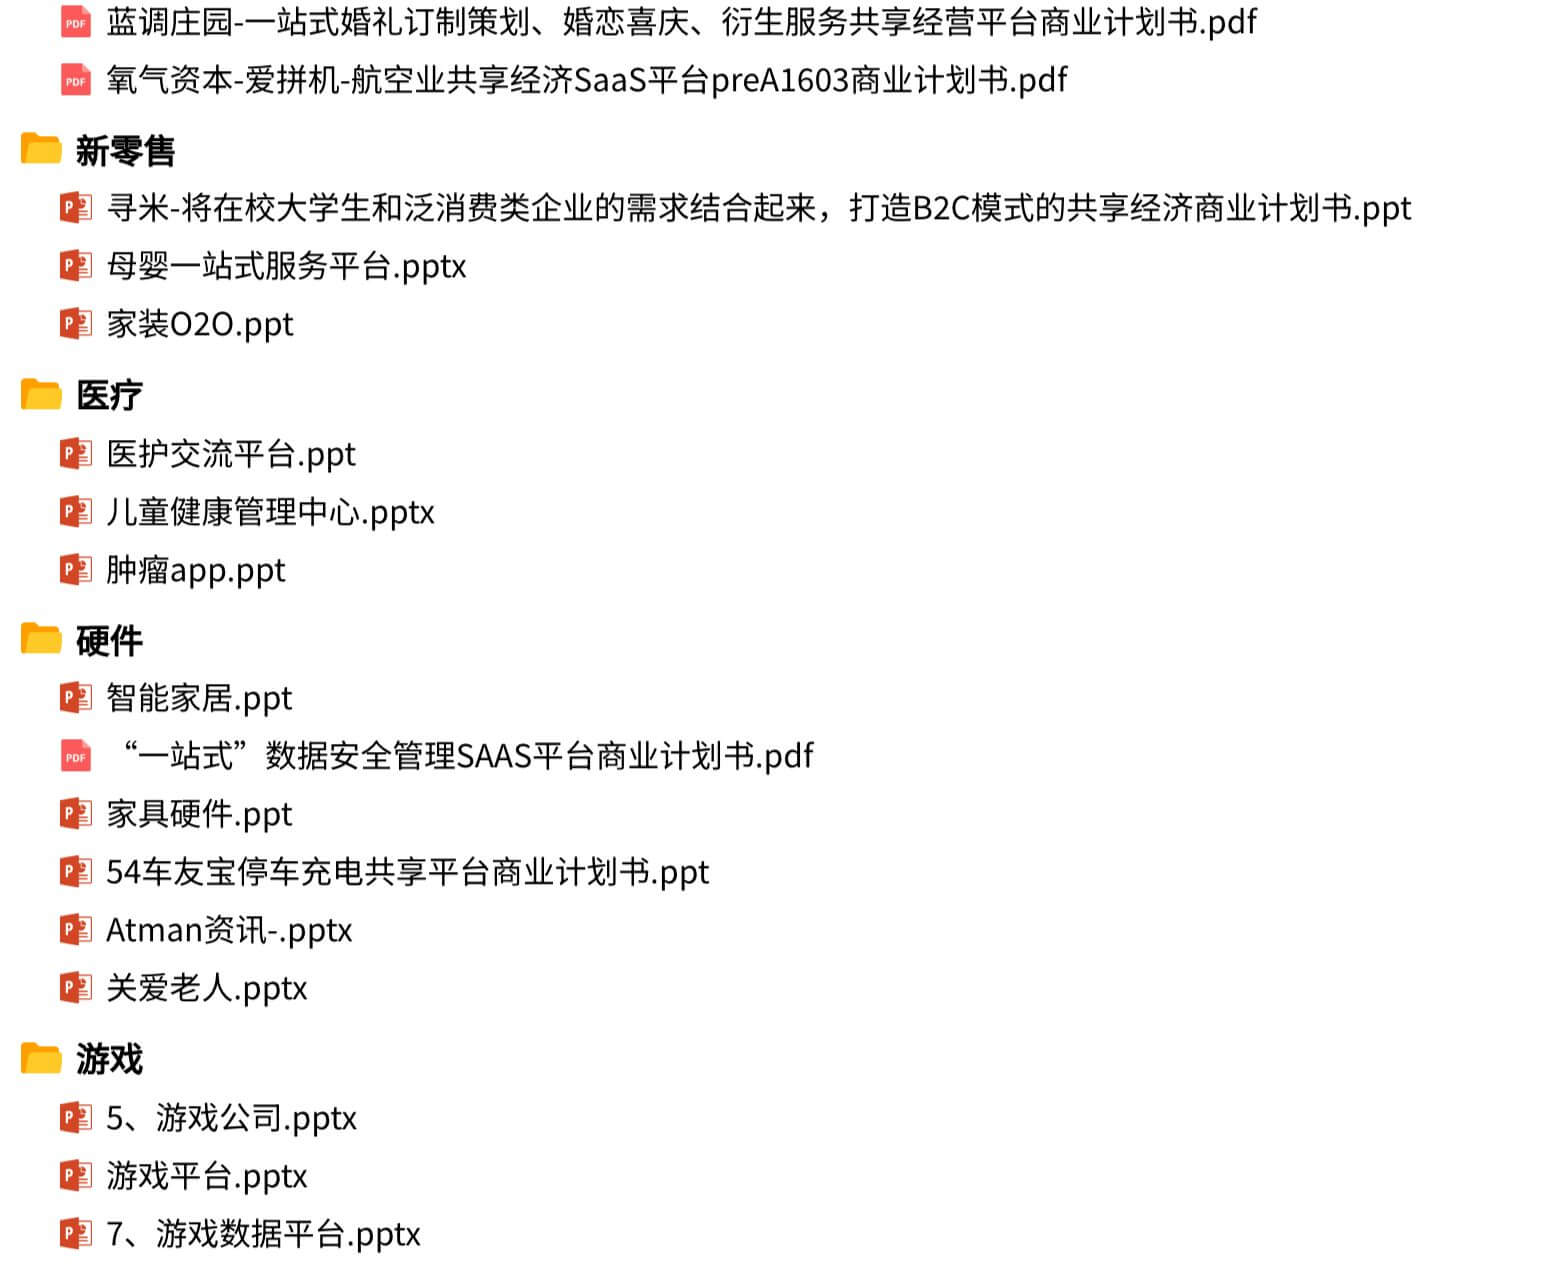 蓝调庄园-一站式婚礼订制策划、婚恋喜庆、衍生服务共享经营平台商业计划书.pdf
氧气资本-爱拼机-航空业共享经济SaaS平台preA1603商业计划书.pdf
新零售
寻米-将在校大学生和泛消费类企业的需求结合起来，打造B2C模式的共享经济商业计划书.ppt
母婴一站式服务平台.pptx
家装O2O.ppt
医疗
医护交流平台.ppt
儿童健康管理中心.pptx
肿瘤app.ppt
硬件
智能家居.ppt
“一站式”数据安全管理SAAS平台商业计划书.pdf
家具硬件.ppt
54车友宝停车充电共享平台商业计划书.ppt
Atman资讯-.pptx
关爱老人.pptx
游戏
5、游戏公司.pptx
游戏平台.pptx
7、游戏数据平台.pptx